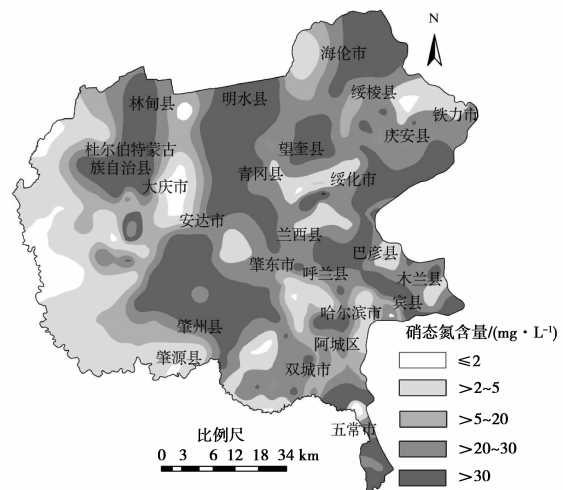 N
海伦市
绥棱县
林甸县
明水县
铁力市
庆安县
望奎县
杜尔伯特蒙古
族自治县
青冈县
绥化市
大庆市
安达市
兰西县
巴彦县
肇东市
呼兰县
木兰县
宾县
哈尔滨市
肇州县
阿城区
肇源县
双城市
五常市
硝态氮含量/(mg·L⁻¹)
≤2
>2~5
>5~20
>20~30
>30
比例尺
0 3 6 12 18 24 34 km